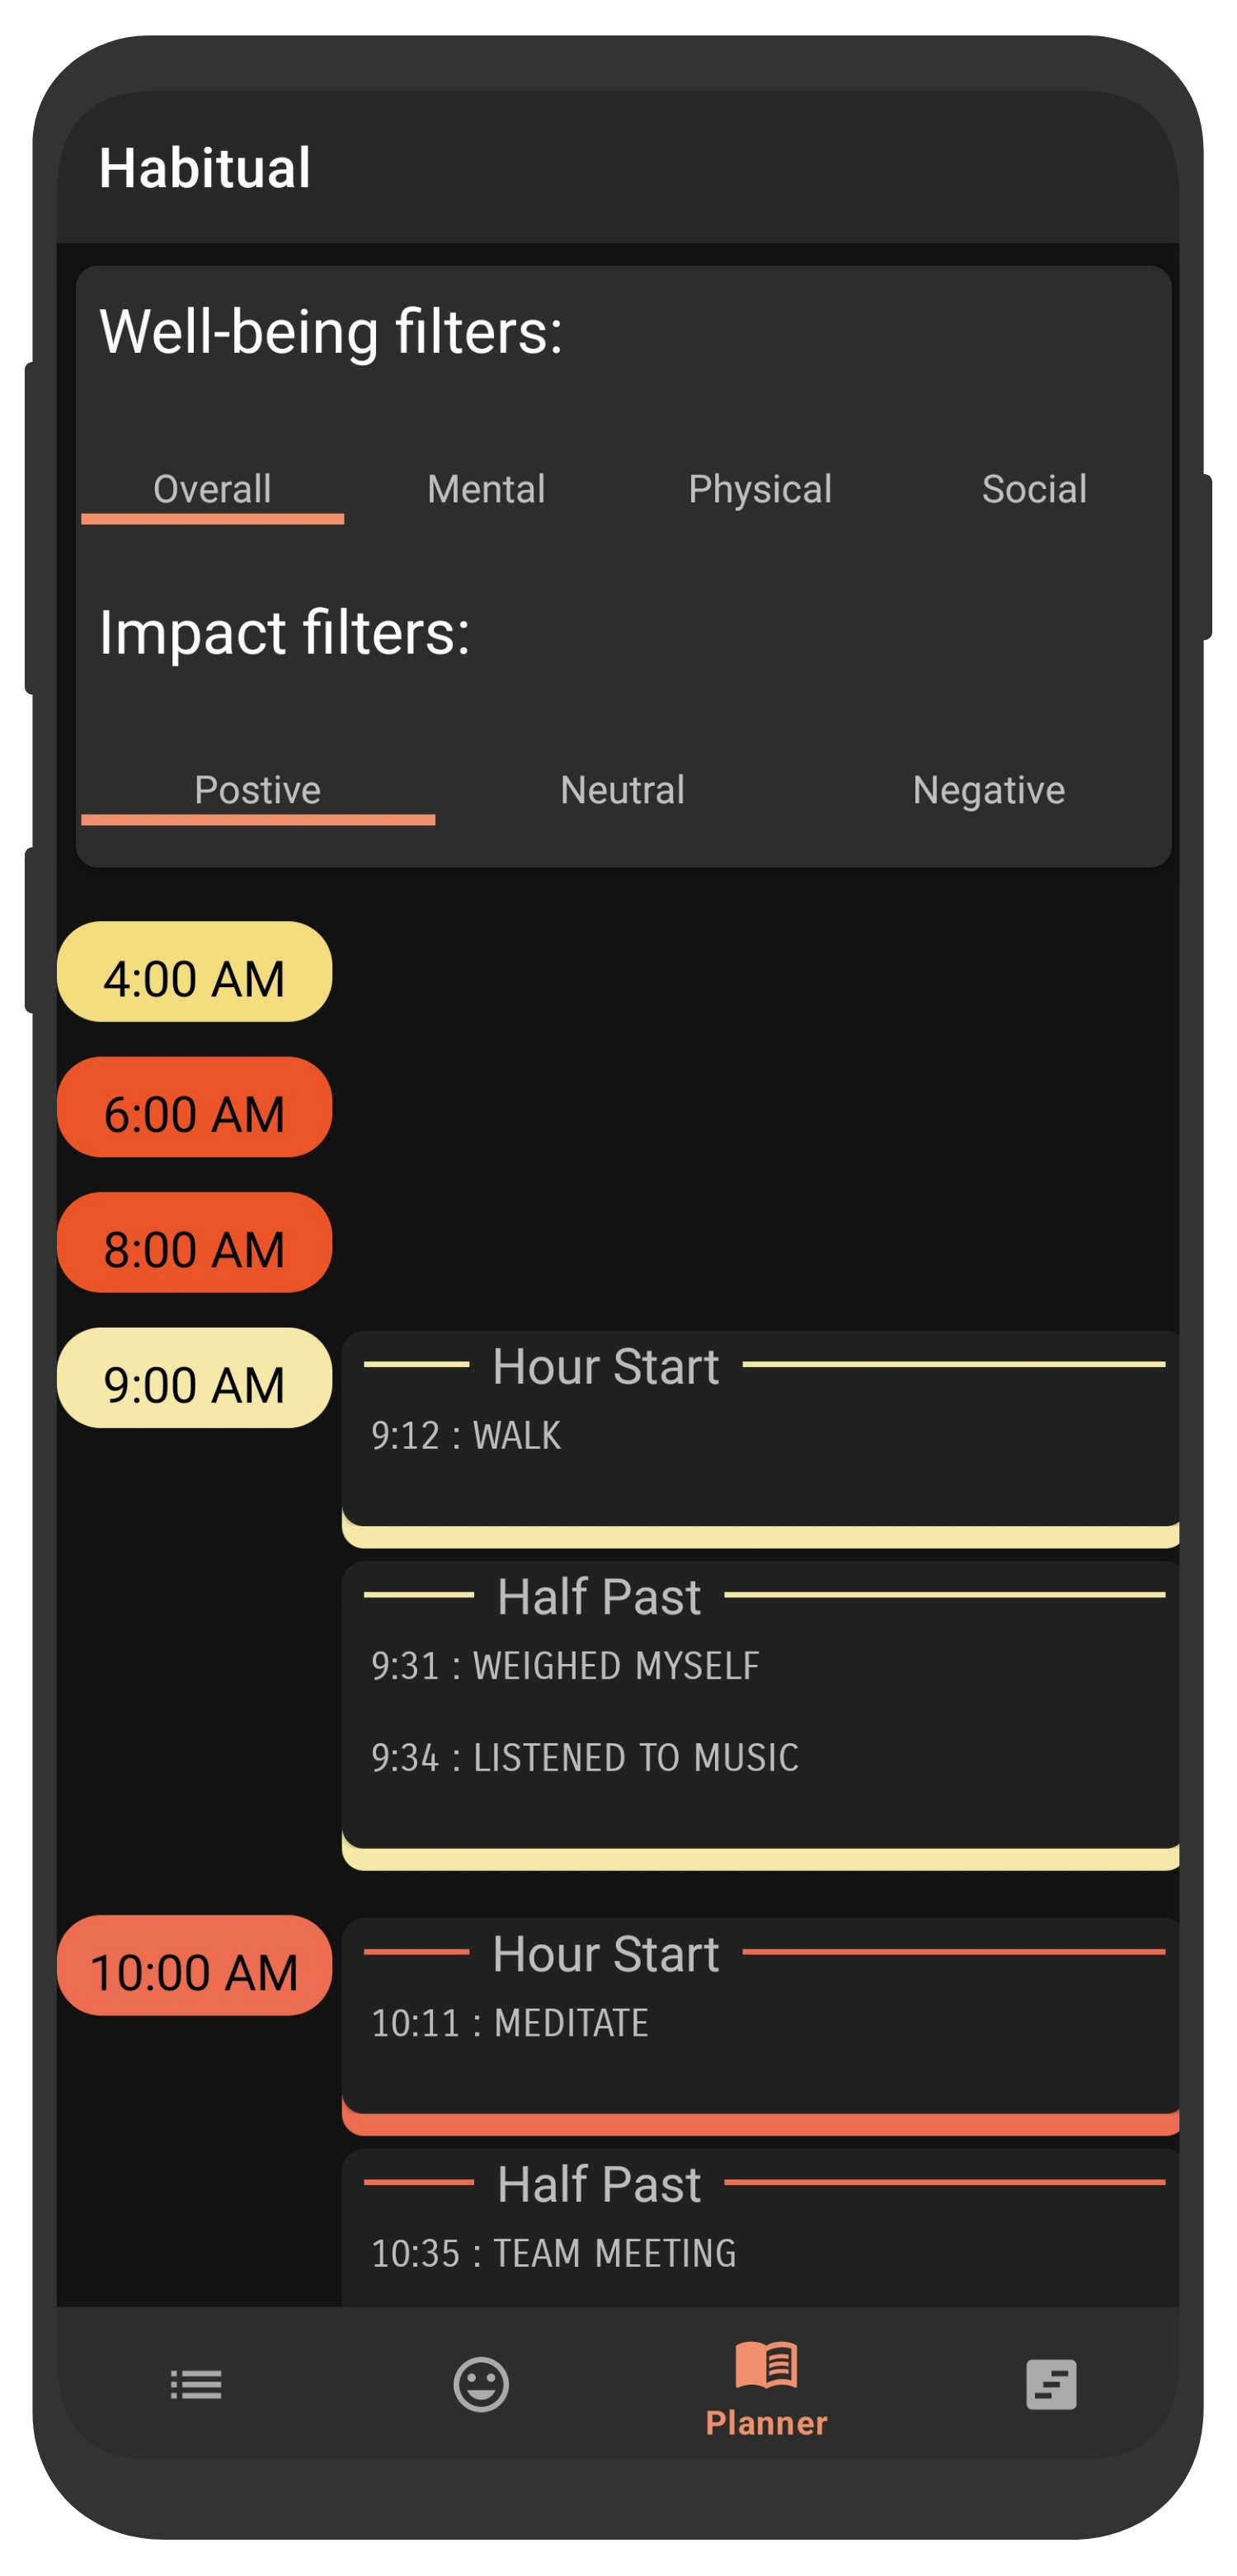 Habitual
Well-being filters:
Overall Mental Physical Social
Impact filters:
Postive Neutral Negative
4:00 AM
6:00 AM
8:00 AM
9:00 AM
Hour Start
9:12 : WALK
Half Past
9:31 : WEIGHED MYSELF
9:34 : LISTENED TO MUSIC
10:00 AM
Hour Start
10:11 : MEDITATE
Half Past
10:35 : TEAM MEETING
Planner